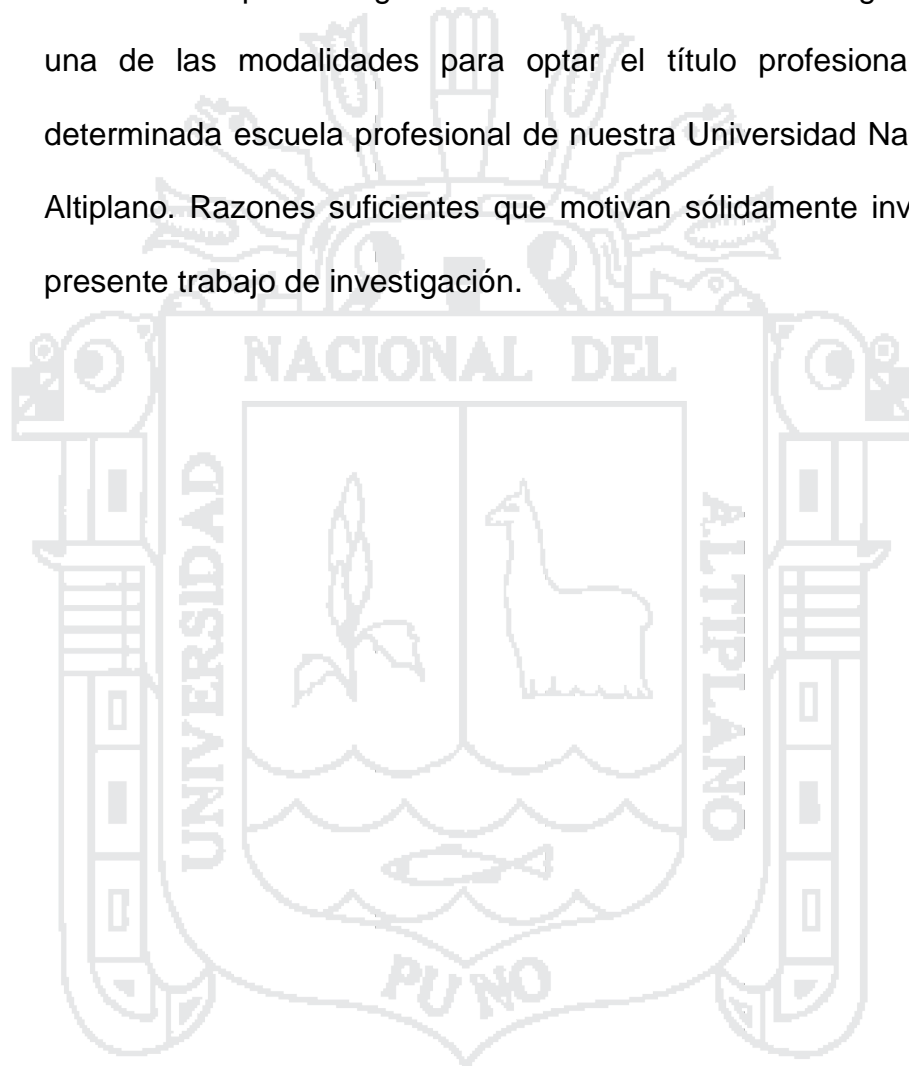 una de las modalidades para optar el título profesional
determinada escuela profesional de nuestra Universidad
Altiplano. Razones suficientes que motivan sólidamente
presente trabajo de investigación.
NACIONAL DEL
UNIVERSIDAD
ALTIPLANO
PUNO